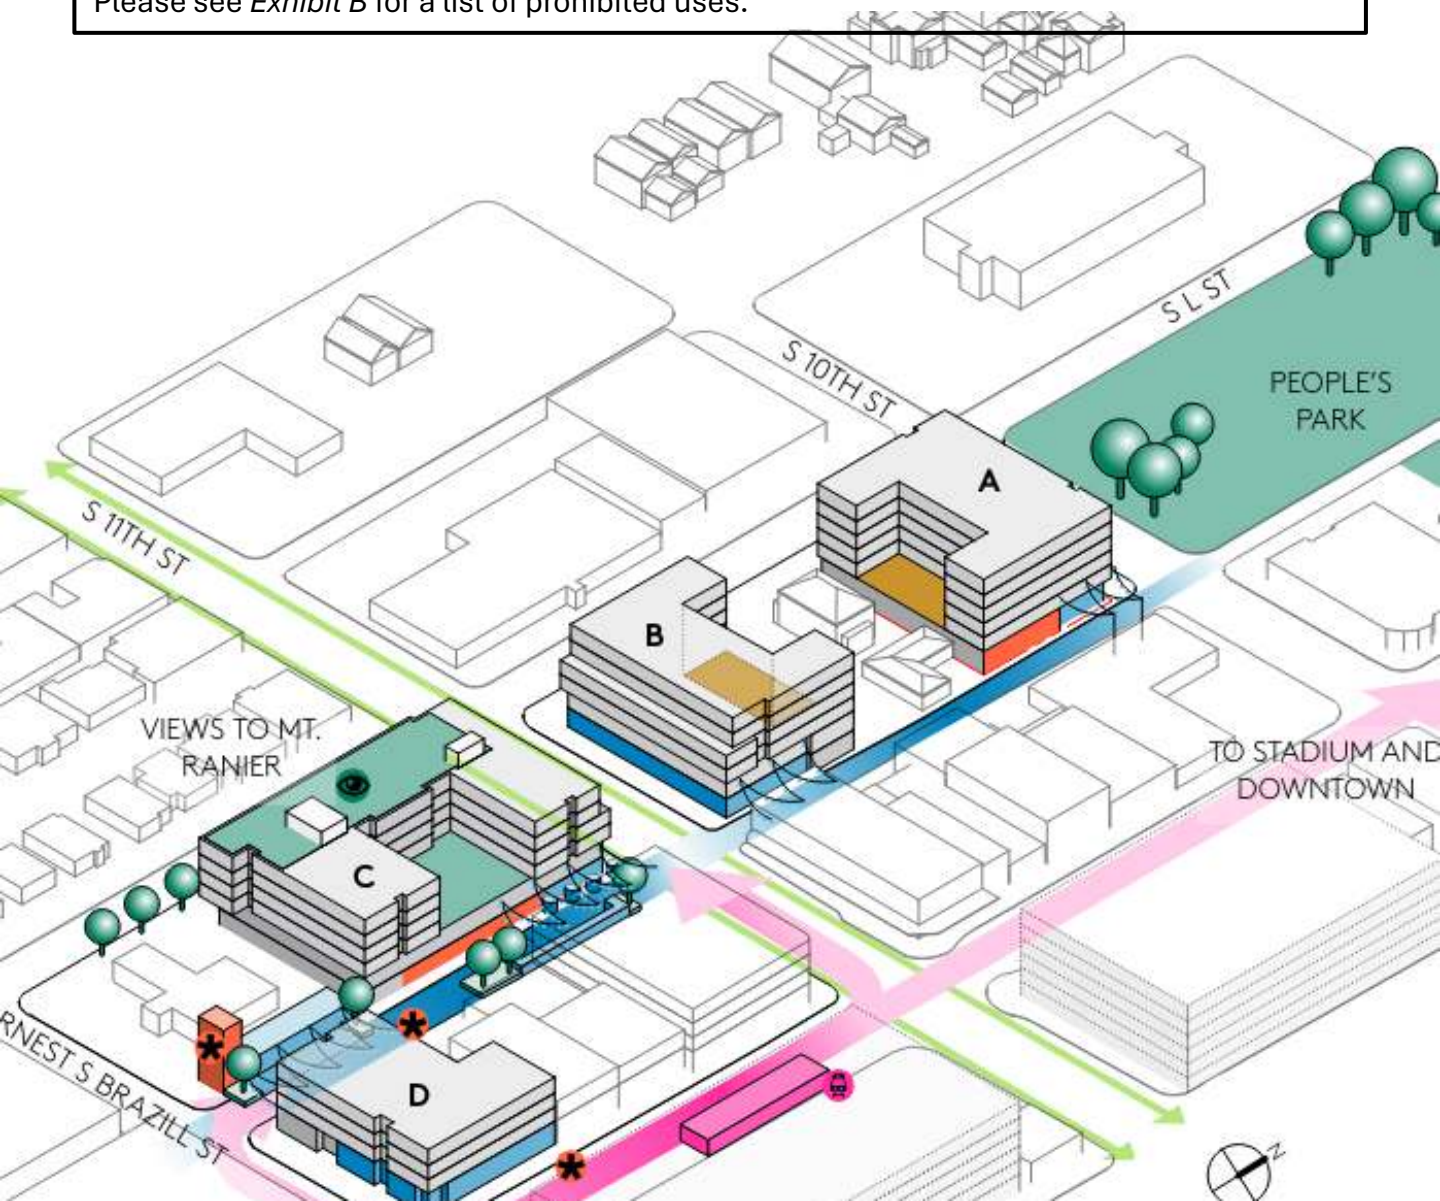 Please see Exhibit B for a list of prohibited uses.
S L ST
S 10TH ST
PEOPLE'S
PARK
A
S 11TH ST
B
VIEWS TO MT.
RANIER
TO STADIUM AND
DOWNTOWN
C
*
*
RNEST S BRAZILL ST
D
*
N